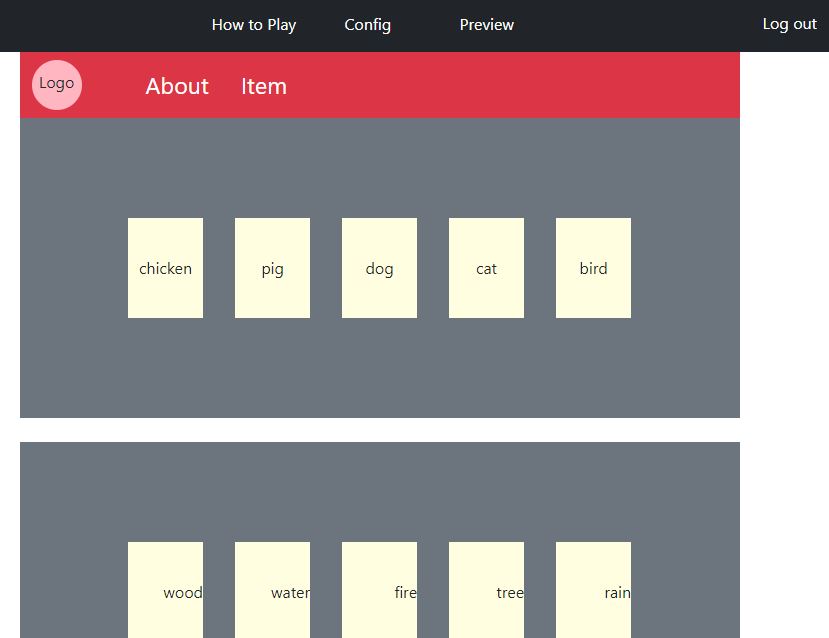 How to Play Config Preview Log out
Logo About Item
chicken pig dog cat bird
wood water fire tree rain